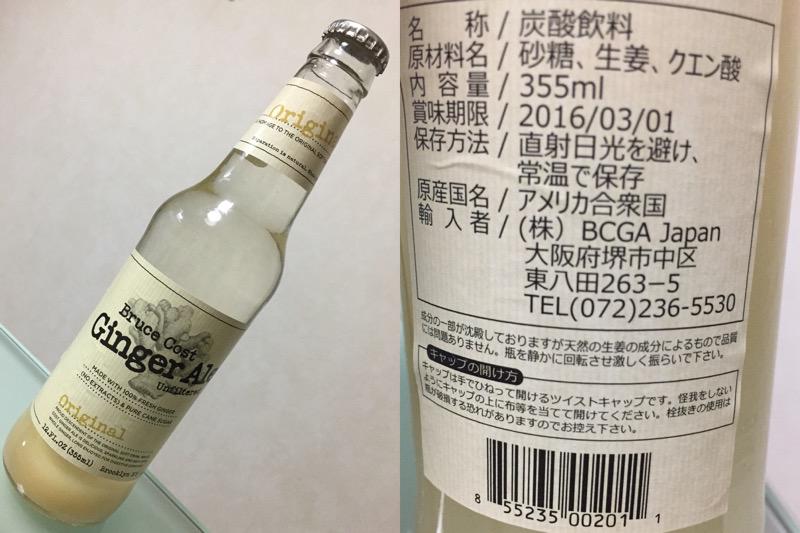 Original
HOMAGE TO THE ORIGINAL
Separation is natural.
Bruce Cost
Ginger Ale
Unfiltered
MADE WITH 100% FRESH GINGER
(NO EXTRACTS) & PURE CANE SUGAR
Original
12 FL.OZ (355ml)
Brooklyn
名称/炭酸飲料
原材料名/砂糖、生姜、クエン酸
内容量/355ml
賞味期限/2016/03/01
保存方法/直射日光を避け、
常温で保存
原産国名/アメリカ合衆国
輸入者/(株) BCGA Japan
大阪府堺市中区
東八田263-5
TEL(072)236-5530
成分の一部が沈殿しておりますが天然の生姜の成分によるもので品質
には問題ありません。瓶を静かに回転させ激しく振らないで下さい。
キャップの開け方
キャップは手でひねって開けるツイストキャップです。怪我をしない
ようにキャップの上に布等を当てて開けてください。栓抜きの使用は
瓶が破損する恐れがありますのでお控え下さい。
8 55235 00201 1